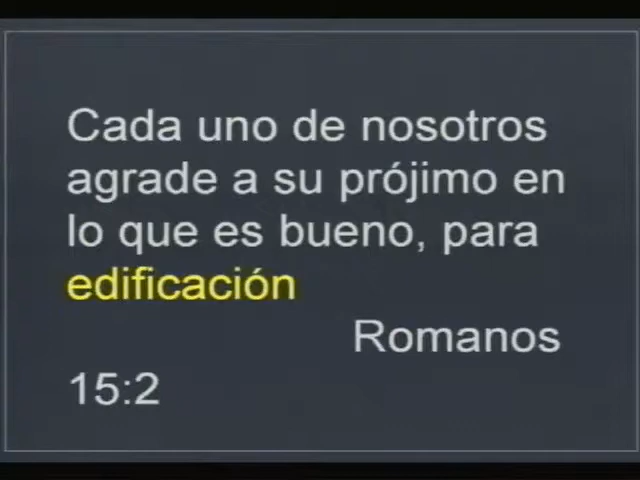 Cada uno de nosotros
agrade a su prójimo en
lo que es bueno, para
edificación
Romanos
15:2